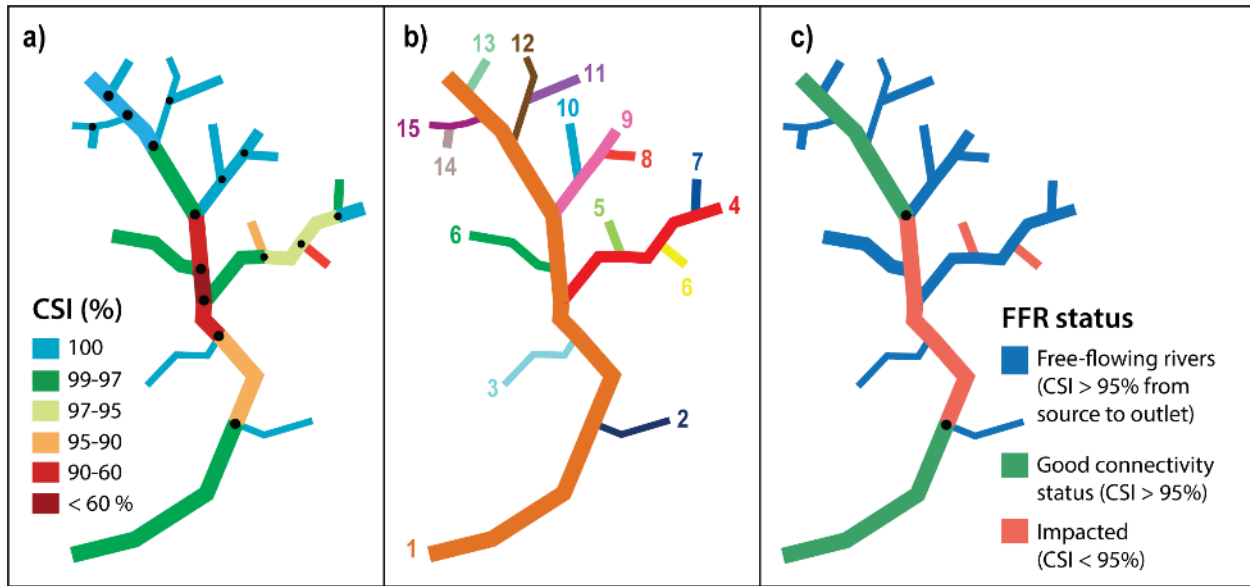 a)
CSI (%)
100
99-97
97-95
95-90
90-60
< 60 %
b)
13
12
11
10
9
15
14
8
7
4
5
6
6
3
2
1
c)
FFR status
Free-flowing rivers
(CSI > 95% from
source to outlet)
Good connectivity
status (CSI > 95%)
Impacted
(CSI < 95%)